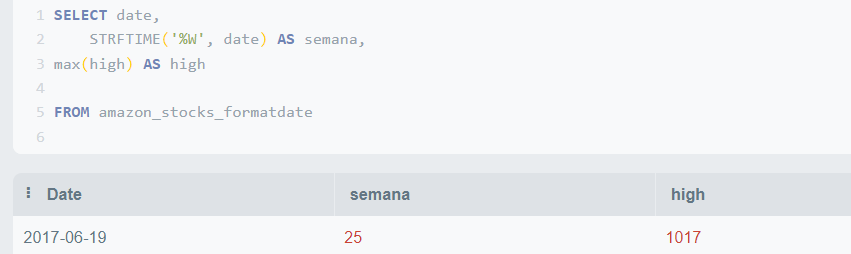 1 SELECT date,
2 STRFTIME('%W', date) AS semana,
3 max(high) AS high
4
5 FROM amazon_stocks_formatdate
6
Date semana high
2017-06-19 25 1017